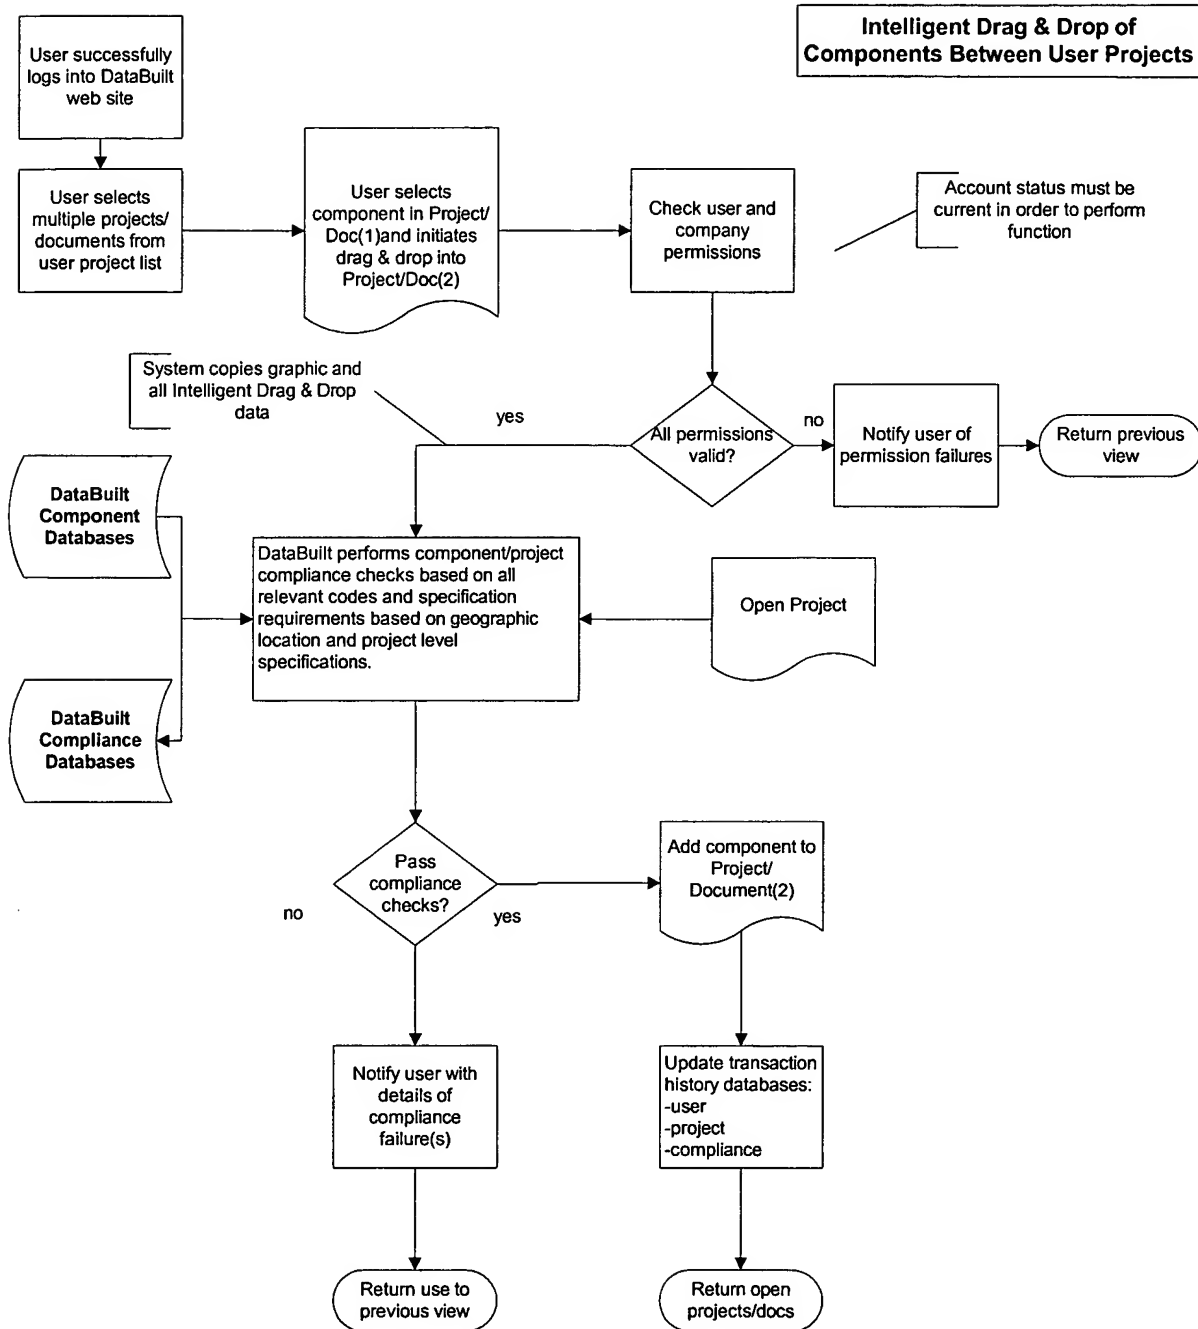 Intelligent Drag & Drop of
Components Between User Projects
User successfully
logs into DataBuilt
web site
User selects
multiple projects/
documents from
user project list
User selects
component in Project/
Doc(1)and initiates
drag & drop into
Project/Doc(2)
Check user and
company
permissions
Account status must be
current in order to perform
function
System copies graphic and
all Intelligent Drag & Drop
data
yes
All permissions
valid?
no
Notify user of
permission failures
Return previous
view
DataBuilt
Component
Databases
DataBuilt performs component/project
compliance checks based on all
relevant codes and specification
requirements based on geographic
location and project level
specifications.
Open Project
DataBuilt
Compliance
Databases
Pass
compliance
checks?
no
yes
Add component to
Project/
Document(2)
Notify user with
details of
compliance
failure(s)
Update transaction
history databases:
-user
-project
-compliance
Return use to
previous view
Return open
projects/docs